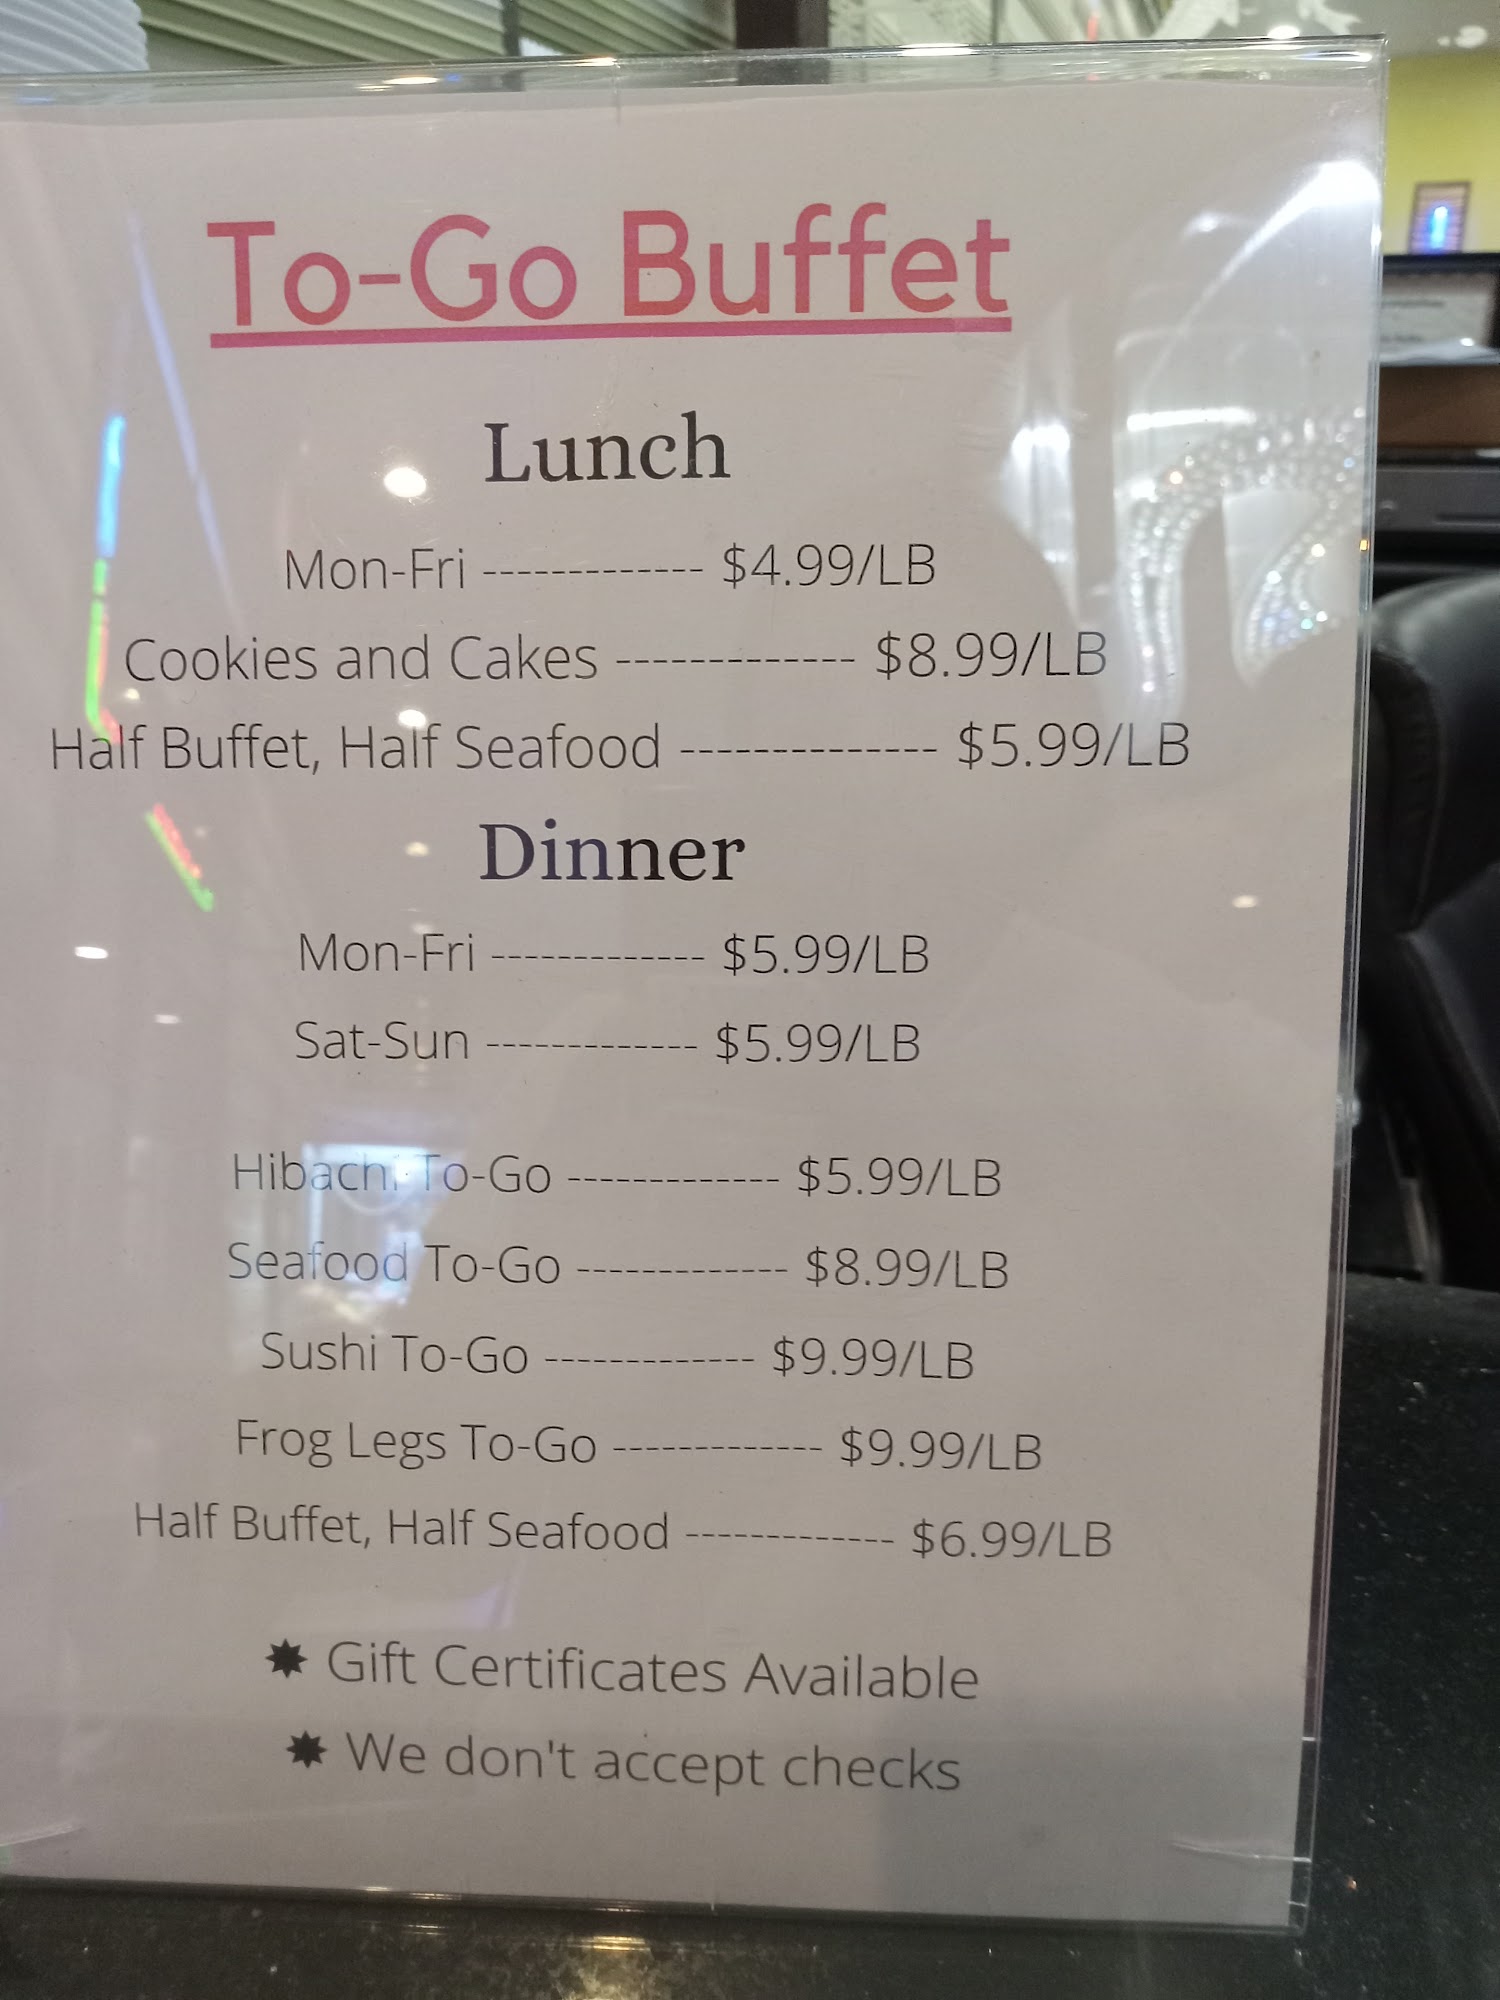 To-Go Buffet
Lunch
Mon-Fri ------------- $4.99/LB
Cookies and Cakes ------------- $8.99/LB
Half Buffet, Half Seafood -------------- $5.99/LB
Dinner
Mon-Fri ------------- $5.99/LB
Sat-Sun ------------- $5.99/LB
Hibachi To-Go ------------- $5.99/LB
Seafood To-Go ------------- $8.99/LB
Sushi To-Go ------------- $9.99/LB
Frog Legs To-Go ------------- $9.99/LB
Half Buffet, Half Seafood ------------- $6.99/LB
✸ Gift Certificates Available
✸ We don't accept checks